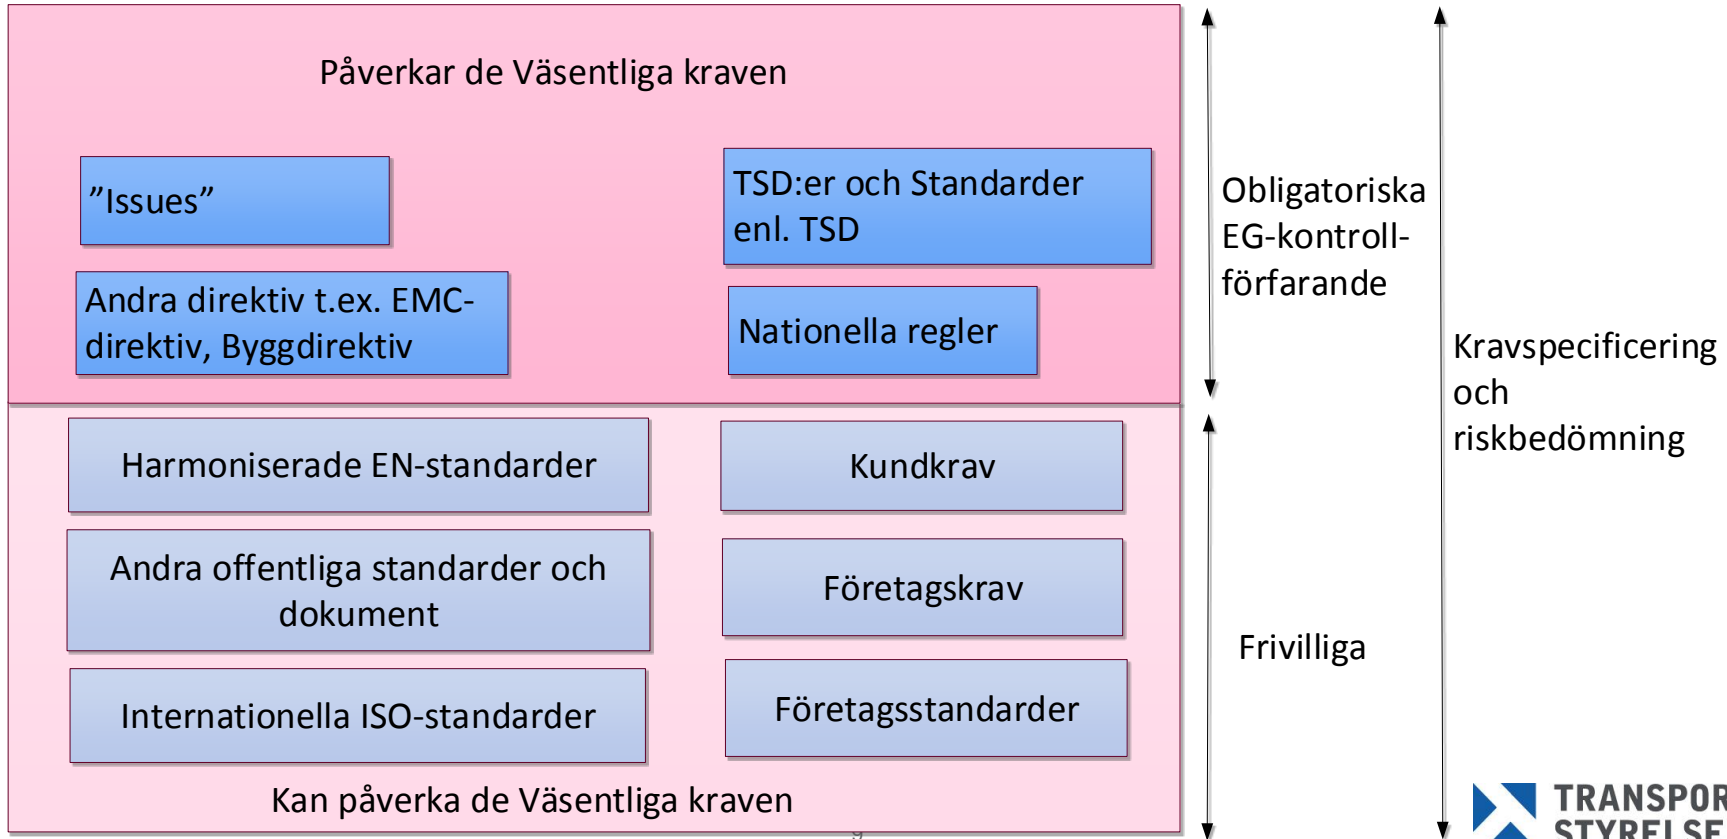 Påverkar de Väsentliga kraven
”Issues”
TSD:er och Standarder
enl. TSD
Andra direktiv t.ex. EMC-
direktiv, Byggdirektiv
Nationella regler
Obligatoriska
EG-kontroll-
förfarande
Kravspecificering
och
riskbedömning
Harmoniserade EN-standarder
Kundkrav
Andra offentliga standarder och
dokument
Företagskrav
Frivilliga
Internationella ISO-standarder
Företagsstandarder
Kan påverka de Väsentliga kraven
TRANSPOR
STYRELSE